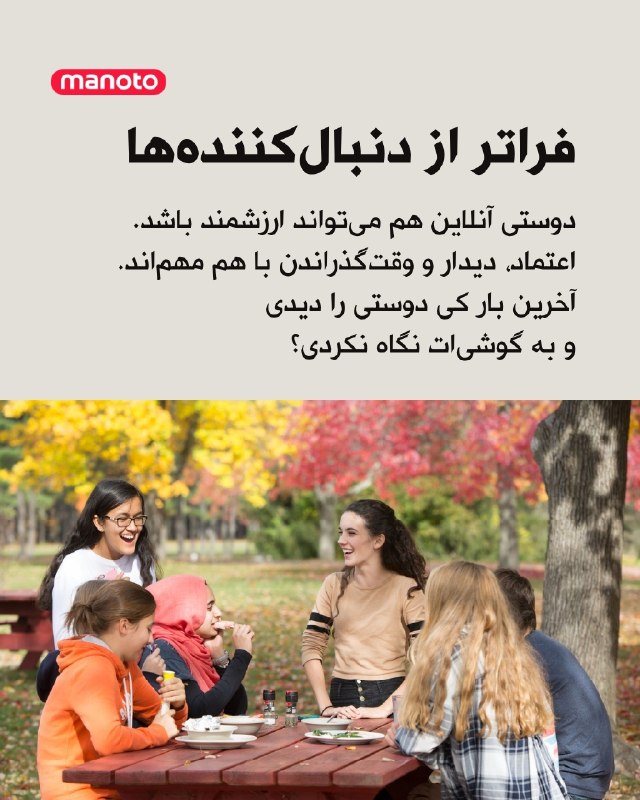 manoto
فراتر از دنبال‌کننده‌ها
دوستی آنلاین هم می‌تواند ارزشمند باشد.
اعتماد، دیدار و وقت‌گذراندن با هم مهم‌اند.
آخرین بار کی دوستی را دیدی
و به گوشی‌ات نگاه نکردی؟